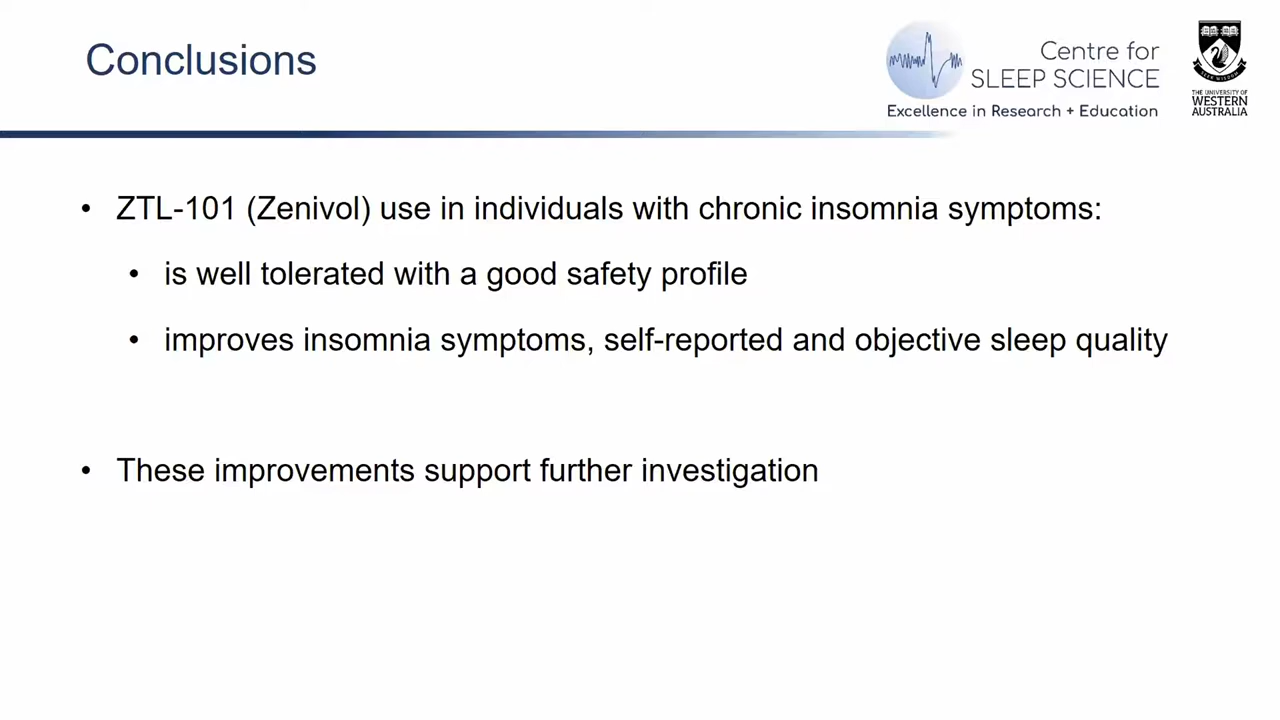 Conclusions
Centre for
SLEEP SCIENCE
Excellence in Research + Education
SEEK WISDOM
THE UNIVERSITY OF
WESTERN
AUSTRALIA
• ZTL-101 (Zenivol) use in individuals with chronic insomnia symptoms:
• is well tolerated with a good safety profile
• improves insomnia symptoms, self-reported and objective sleep quality
• These improvements support further investigation